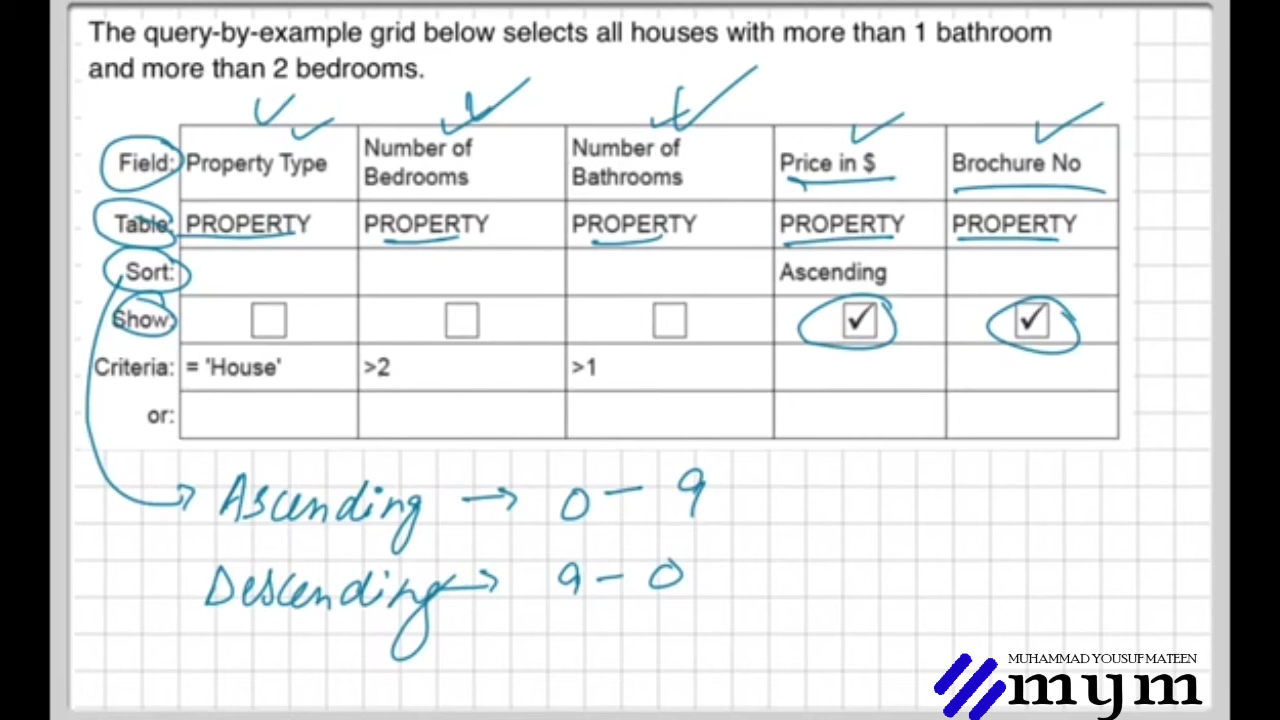 The query-by-example grid below selects all houses with more than 1 bathroom
and more than 2 bedrooms.
Field: Property Type Number of Bedrooms Number of Bathrooms Price in $ Brochure No
Table: PROPERTY PROPERTY PROPERTY PROPERTY PROPERTY
Sort: Ascending
Show: ✓ ✓
Criteria: = 'House' >2 >1
or:
Ascending → 0 - 9
Descending → 9 - 0
MUHAMMAD YOUSUF MATEEN
mym